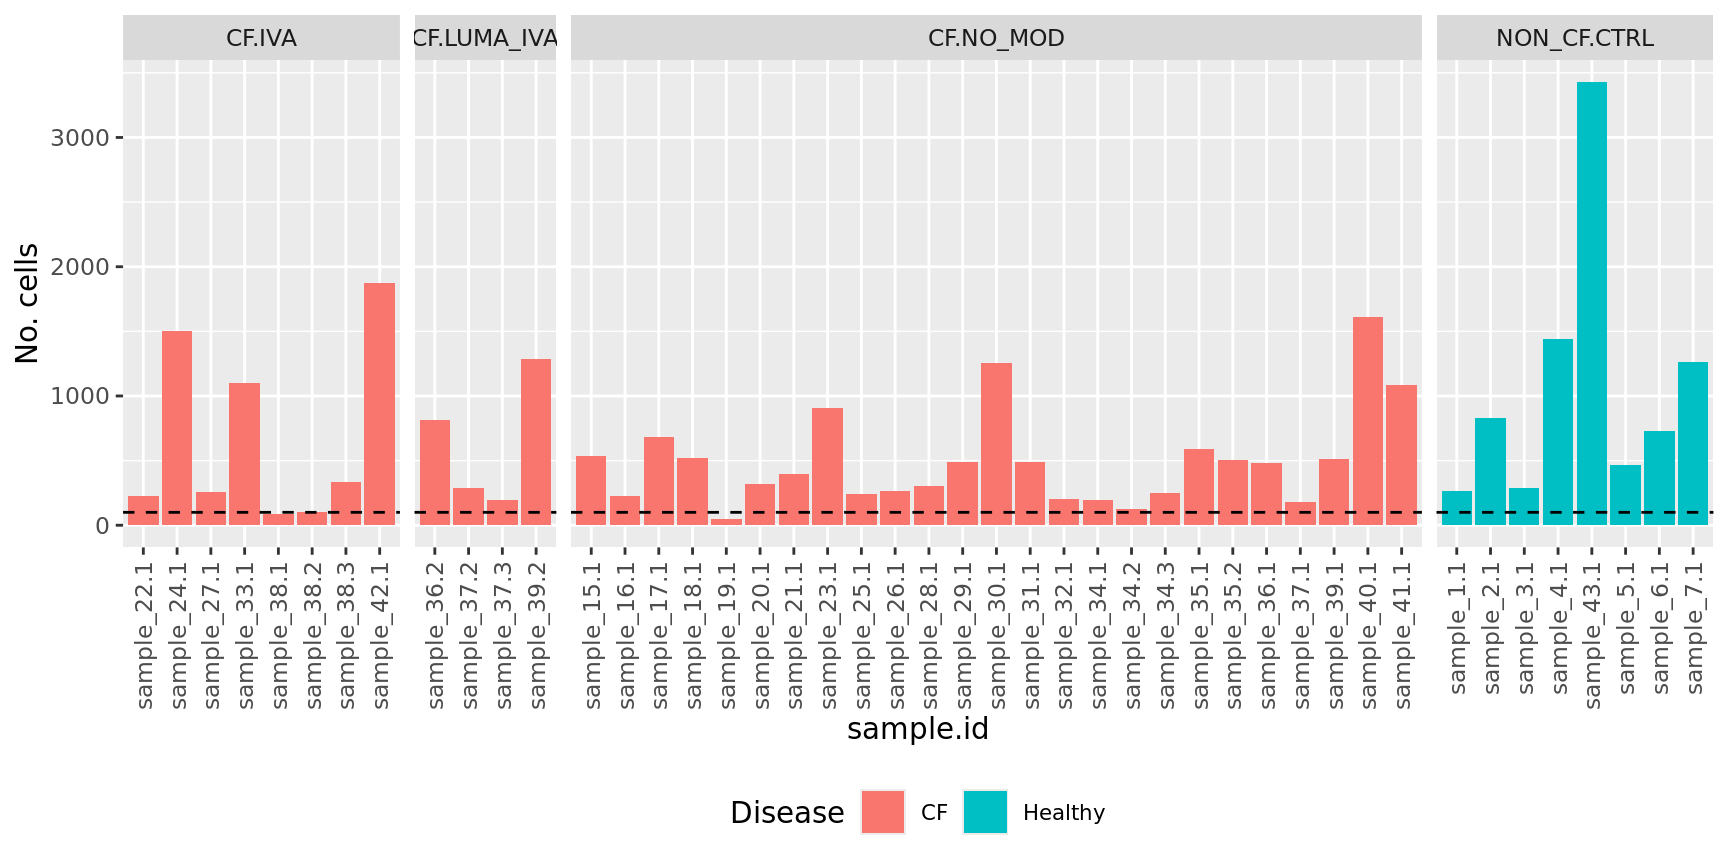 CF.IVA CF.LUMA_IVA CF.NO_MOD NON_CF.CTRL
No. cells
3000
2000
1000
0
sample_22.1 sample_24.1 sample_27.1 sample_33.1 sample_38.1 sample_38.2 sample_38.3 sample_42.1 sample_36.2 sample_37.2 sample_37.3 sample_39.2 sample_15.1 sample_16.1 sample_17.1 sample_18.1 sample_19.1 sample_20.1 sample_21.1 sample_23.1 sample_25.1 sample_26.1 sample_28.1 sample_29.1 sample_30.1 sample_31.1 sample_32.1 sample_34.1 sample_34.2 sample_34.3 sample_35.1 sample_35.2 sample_36.1 sample_37.1 sample_39.1 sample_40.1 sample_41.1 sample_1.1 sample_2.1 sample_3.1 sample_4.1 sample_43.1 sample_5.1 sample_6.1 sample_7.1
sample.id
Disease CF Healthy